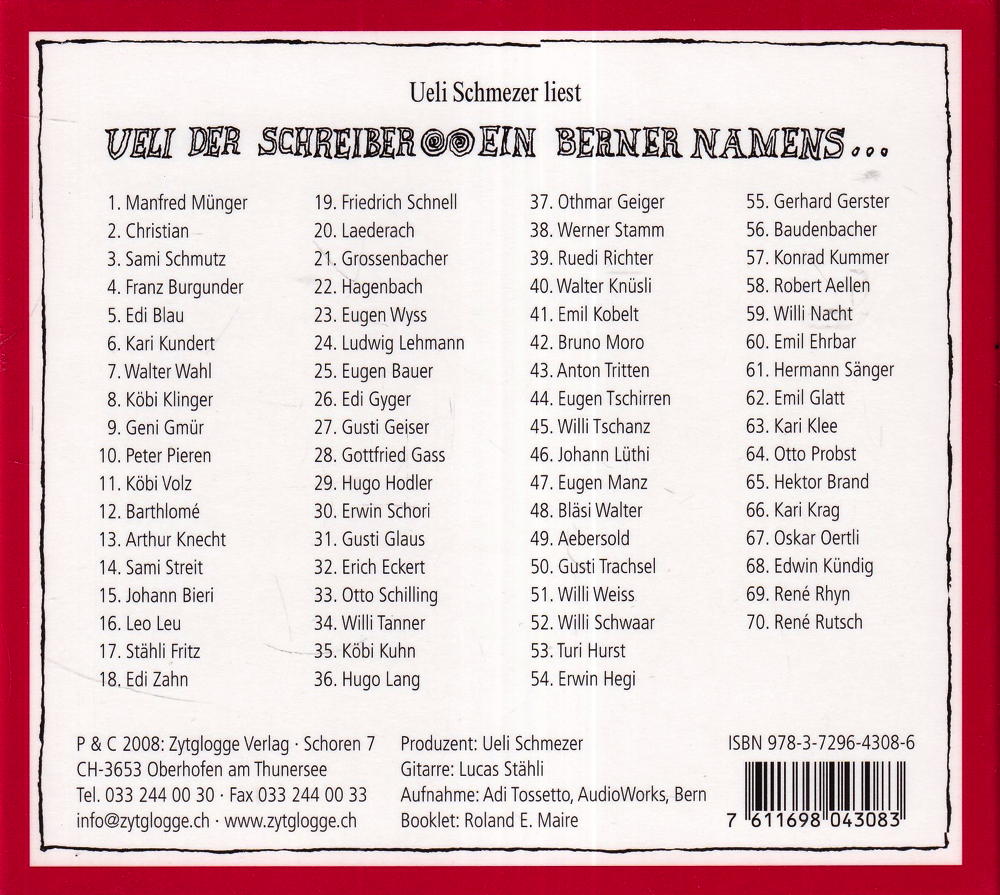 Ueli Schmezer liest
UELI DER SCHREIBER EIN BERNER NAMENS...
1. Manfred Münger
2. Christian
3. Sami Schmutz
4. Franz Burgunder
5. Edi Blau
6. Kari Kundert
7. Walter Wahl
8. Köbi Klinger
9. Geni Gmür
10. Peter Pieren
11. Köbi Volz
12. Barthlomé
13. Arthur Knecht
14. Sami Streit
15. Johann Bieri
16. Leo Leu
17. Stähli Fritz
18. Edi Zahn
19. Friedrich Schnell
20. Laederach
21. Grossenbacher
22. Hagenbach
23. Eugen Wyss
24. Ludwig Lehmann
25. Eugen Bauer
26. Edi Gyger
27. Gusti Geiser
28. Gottfried Gass
29. Hugo Hodler
30. Erwin Schori
31. Gusti Glaus
32. Erich Eckert
33. Otto Schilling
34. Willi Tanner
35. Köbi Kuhn
36. Hugo Lang
37. Othmar Geiger
38. Werner Stamm
39. Ruedi Richter
40. Walter Knüsli
41. Emil Kobelt
42. Bruno Moro
43. Anton Tritten
44. Eugen Tschirren
45. Willi Tschanz
46. Johann Lüthi
47. Eugen Manz
48. Bläsi Walter
49. Aebersold
50. Gusti Trachsel
51. Willi Weiss
52. Willi Schwaar
53. Turi Hurst
54. Erwin Hegi
55. Gerhard Gerster
56. Baudenbacher
57. Konrad Kummer
58. Robert Aellen
59. Willi Nacht
60. Emil Ehrbar
61. Hermann Sänger
62. Emil Glatt
63. Kari Klee
64. Otto Probst
65. Hektor Brand
66. Kari Krag
67. Oskar Oertli
68. Edwin Kündig
69. René Rhyn
70. René Rutsch
P & C 2008: Zytglogge Verlag · Schoren 7
CH-3653 Oberhofen am Thunersee
Tel. 033 244 00 30 · Fax 033 244 00 33
info@zytglogge.ch · www.zytglogge.ch
Produzent: Ueli Schmezer
Gitarre: Lucas Stähli
Aufnahme: Adi Tossetto, AudioWorks, Bern
Booklet: Roland E. Maire
ISBN 978-3-7296-4308-6
7 611698 043083